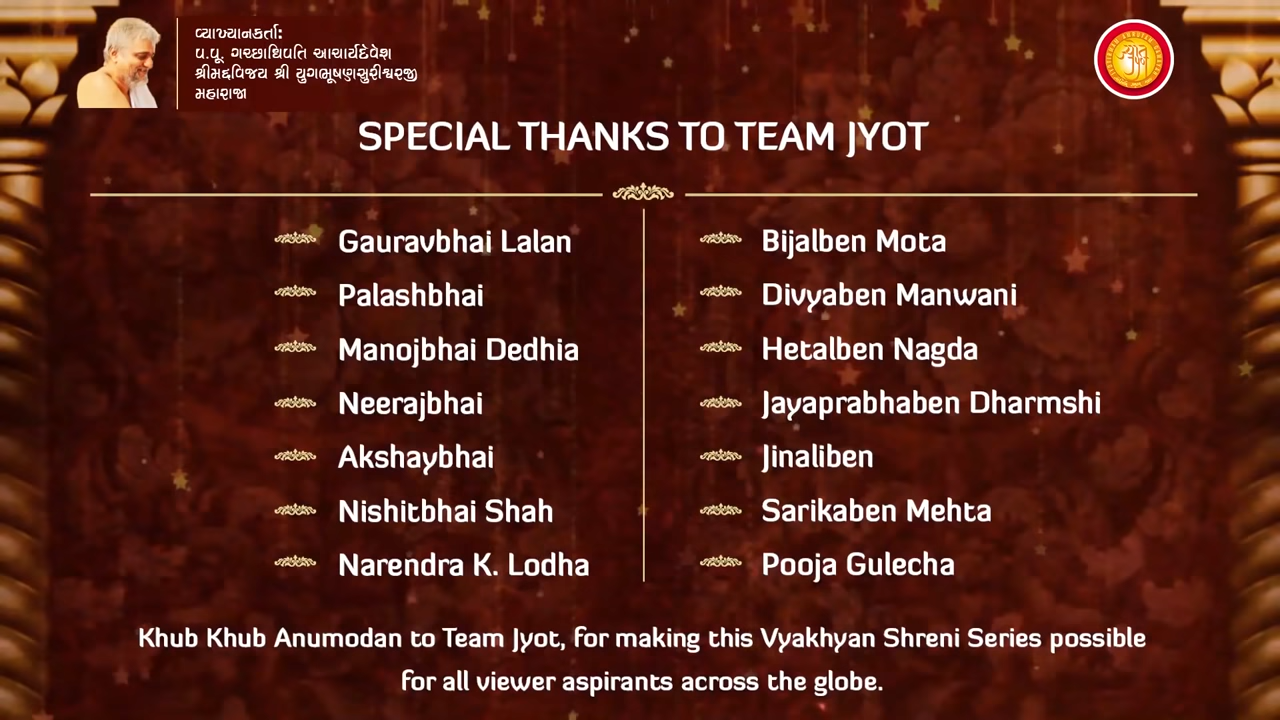 વ્યાખ્યાનકર્તા:
પ.પૂ. ગચ્છાધિપતિ આચાર્યદેવેશ
શ્રીમદ્વિજય શ્રી યુગભૂષણસુરીશ્વરજી
મહારાજા
SPECIAL THANKS TO TEAM JYOT
Gauravbhai Lalan
Palashbhai
Manojbhai Dedhia
Neerajbhai
Akshaybhai
Nishitbhai Shah
Narendra K. Lodha
Bijalben Mota
Divyaben Manwani
Hetalben Nagda
Jayaprabhaben Dharmshi
Jinaliben
Sarikaben Mehta
Pooja Gulecha
Khub Khub Anumodan to Team Jyot, for making this Vyakhyan Shreni Series possible
for all viewer aspirants across the globe.